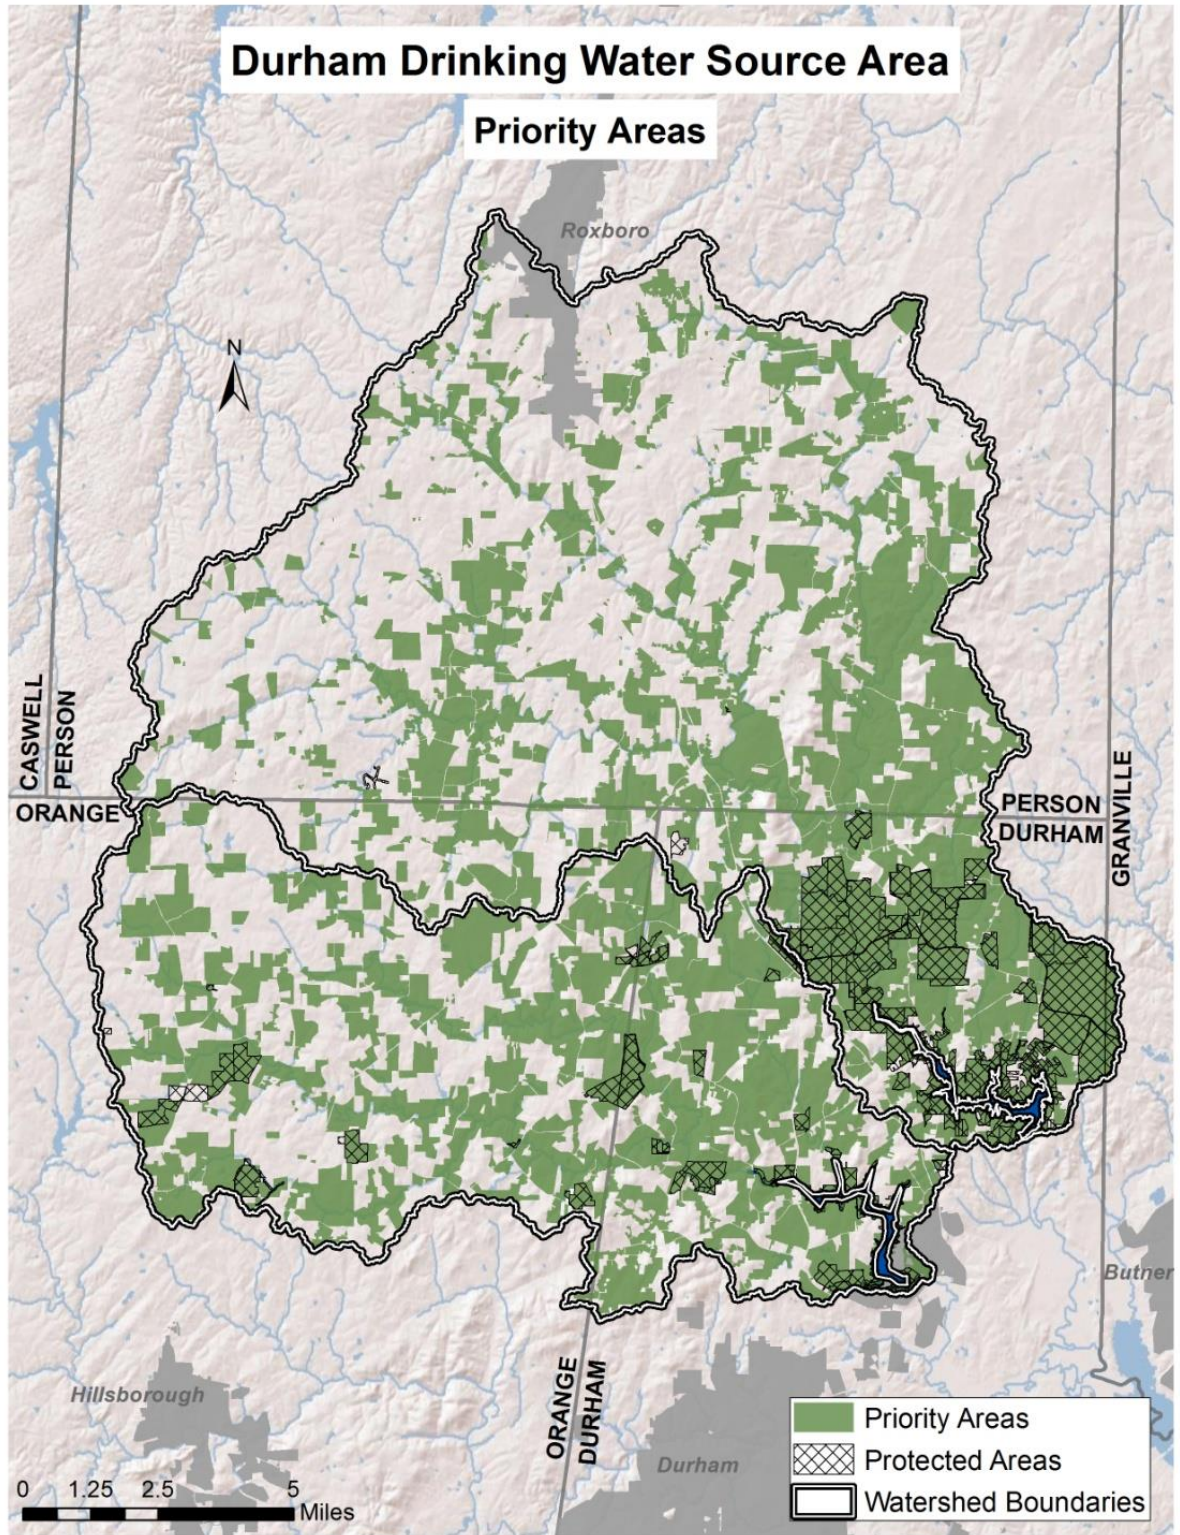 Durham Drinking Water Source Area
Priority Areas
Roxboro
N
CASWELL
PERSON
ORANGE
PERSON
DURHAM
GRANVILLE
Butner
ORANGE
DURHAM
Hillsborough
Durham
Priority Areas
Protected Areas
Watershed Boundaries
0 1.25 2.5 5
Miles